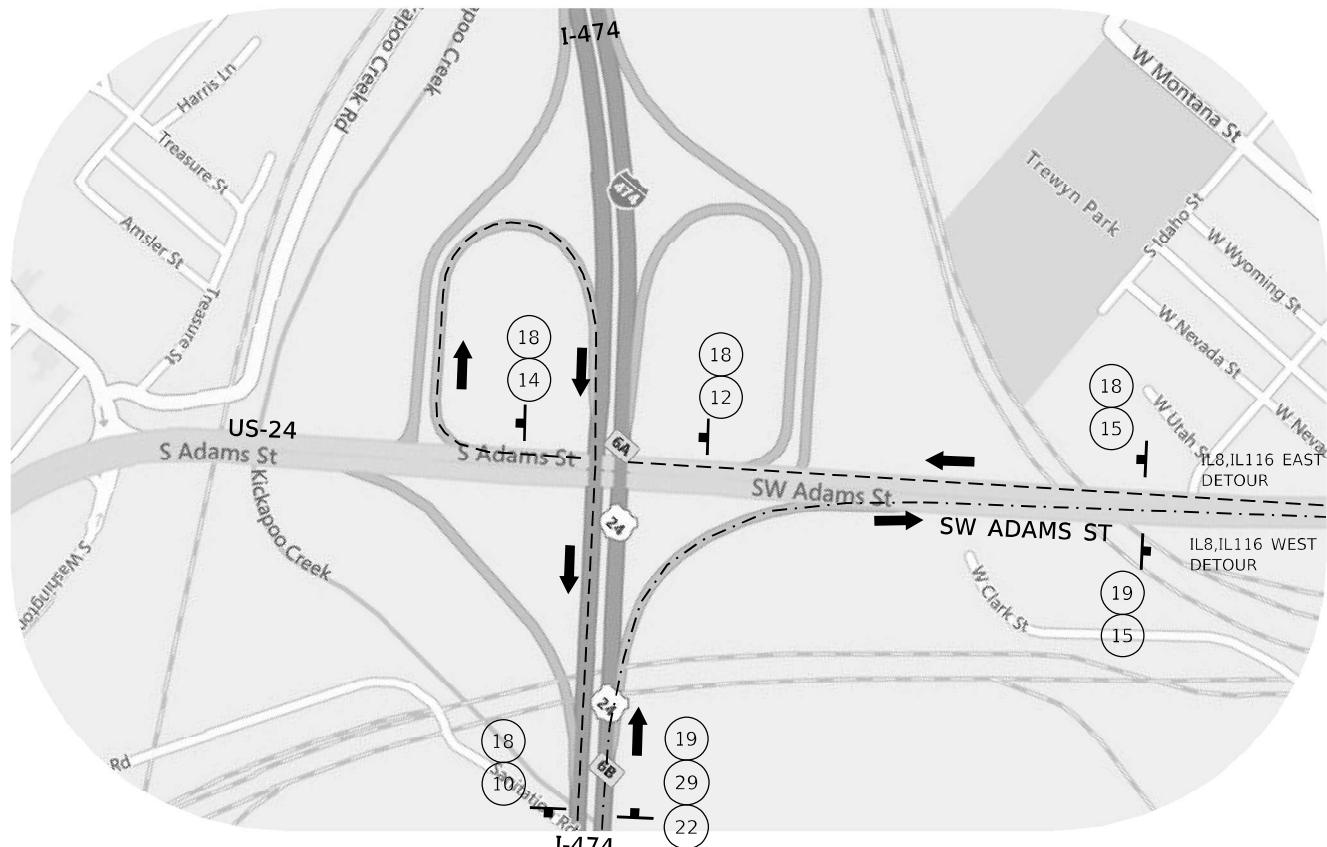 I-474
Kickapoo Creek Rd
Creek
Harris Ln
Treasure St
Amsler St
Treasure St
W Montana St
Trewyn Park
S Idaho St
W Wyoming St
W Nevada St
W Utah St
474
18
14
18
12
18
15
US-24
S Adams St
S Adams St
6A
SW Adams St
IL8,IL116 EAST
DETOUR
24
SW ADAMS ST
IL8,IL116 WEST
DETOUR
Kickapoo Creek
S Washington
W Clark St
19
15
24
6B
18
10
19
29
22
Rd
Sanitation Rd
I-474